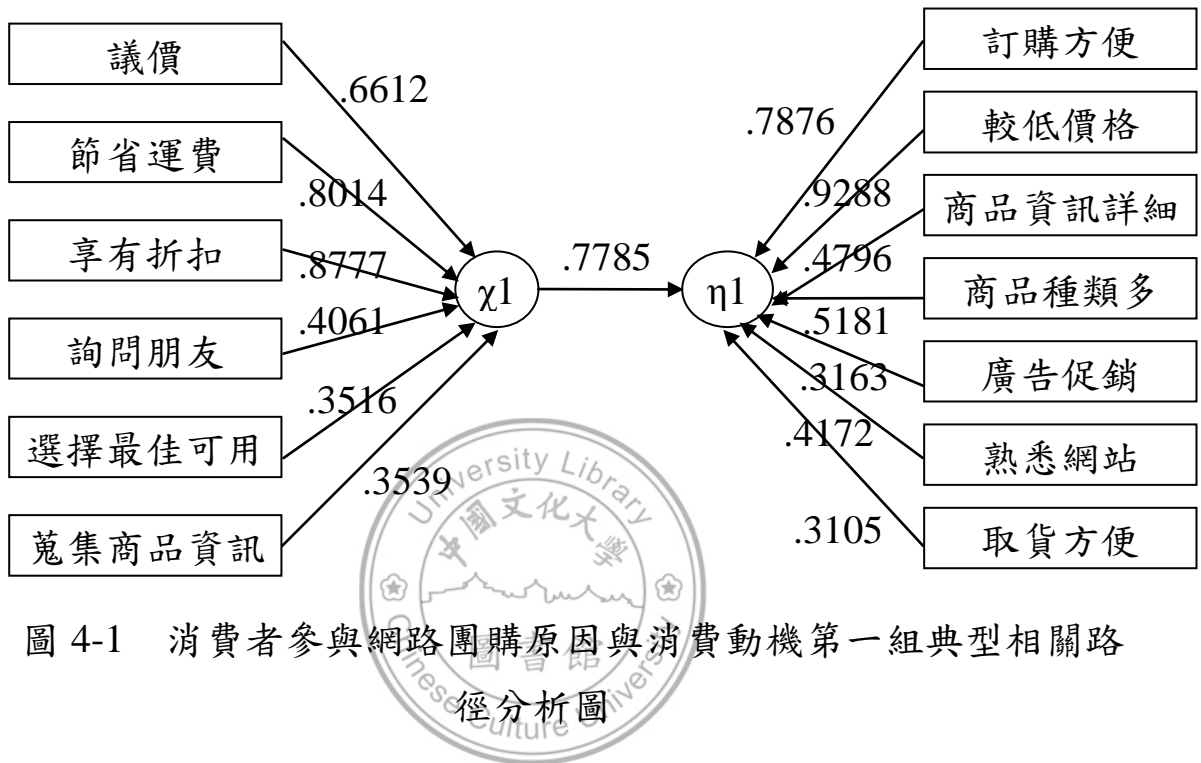 議價
.6612
節省運費
.8014
享有折扣
.8777
詢問朋友
.4061
選擇最佳可用
.3516
蒐集商品資訊
.3539
χ1
.7785
η1
訂購方便
.7876
較低價格
.9288
商品資訊詳細
.4796
商品種類多
.5181
廣告促銷
.3163
熟悉網站
.4172
取貨方便
.3105
圖 4-1 消費者參與網路團購原因與消費動機第一組典型相關路
徑分析圖
University Library
中國文化大學
圖書館
Chinese Culture University